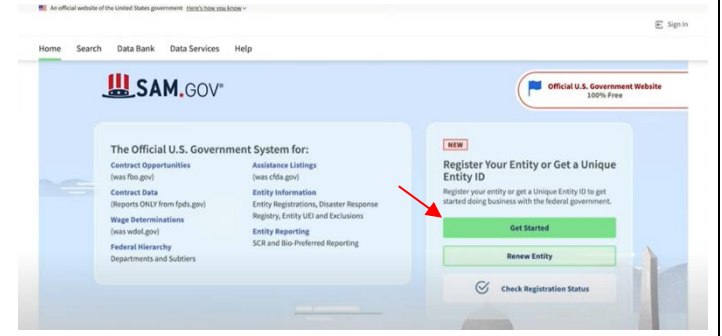 An official website of the United States government Here's how you know
Sign In
Home Search Data Bank Data Services Help
SAM.GOV®
Official U.S. Government Website
100% Free
The Official U.S. Government System for:
Contract Opportunities
(was fbo.gov)
Contract Data
(Reports ONLY from fpds.gov)
Wage Determinations
(was wdol.gov)
Federal Hierarchy
Departments and Subtiers
Assistance Listings
(was cfda.gov)
Entity Information
Entity Registrations, Disaster Response
Registry, Entity UEI and Exclusions
Entity Reporting
SCR and Bio-Preferred Reporting
NEW
Register Your Entity or Get a Unique
Entity ID
Register your entity or get a Unique Entity ID to get
started doing business with the federal government.
Get Started
Renew Entity
Check Registration Status